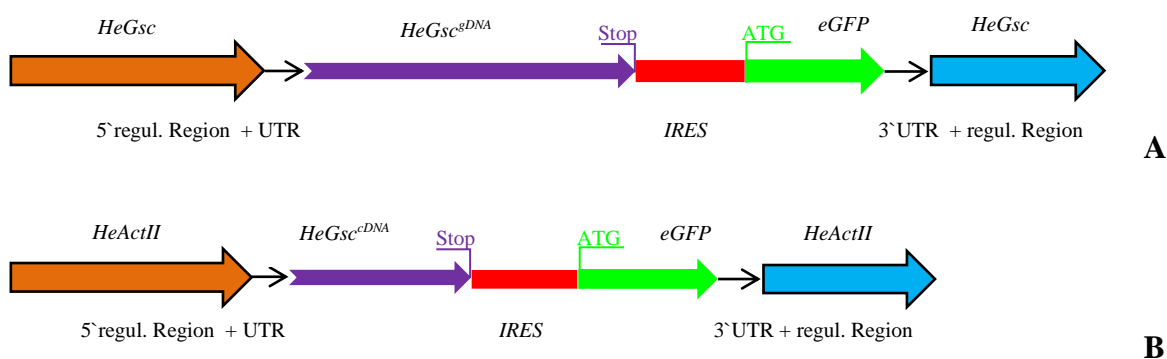 HeGsc HeGsc^gDNA Stop ATG eGFP HeGsc
5`regul. Region + UTR IRES 3`UTR + regul. Region
A
HeActII HeGsc^cDNA Stop ATG eGFP HeActII
5`regul. Region + UTR IRES 3`UTR + regul. Region
B